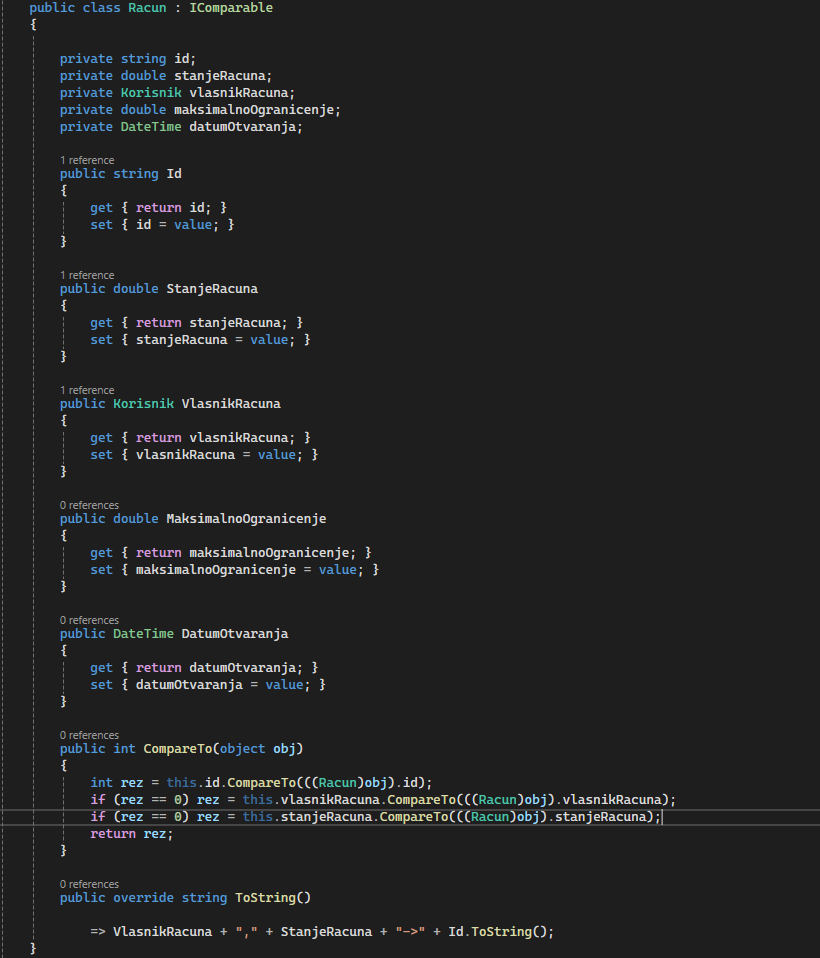 public class Racun : IComparable
{
private string id;
private double stanjeRacuna;
private Korisnik vlasnikRacuna;
private double maksimalnoOgranicenje;
private DateTime datumOtvaranja;
1 reference
public string Id
{
get { return id; }
set { id = value; }
}
1 reference
public double StanjeRacuna
{
get { return stanjeRacuna; }
set { stanjeRacuna = value; }
}
1 reference
public Korisnik VlasnikRacuna
{
get { return vlasnikRacuna; }
set { vlasnikRacuna = value; }
}
0 references
public double MaksimalnoOgranicenje
{
get { return maksimalnoOgranicenje; }
set { maksimalnoOgranicenje = value; }
}
0 references
public DateTime DatumOtvaranja
{
get { return datumOtvaranja; }
set { datumOtvaranja = value; }
}
0 references
public int CompareTo(object obj)
{
int rez = this.id.CompareTo(((Racun)obj).id);
if (rez == 0) rez = this.vlasnikRacuna.CompareTo(((Racun)obj).vlasnikRacuna);
if (rez == 0) rez = this.stanjeRacuna.CompareTo(((Racun)obj).stanjeRacuna);
return rez;
}
0 references
public override string ToString()
=> VlasnikRacuna + "," + StanjeRacuna + "->" + Id.ToString();
}